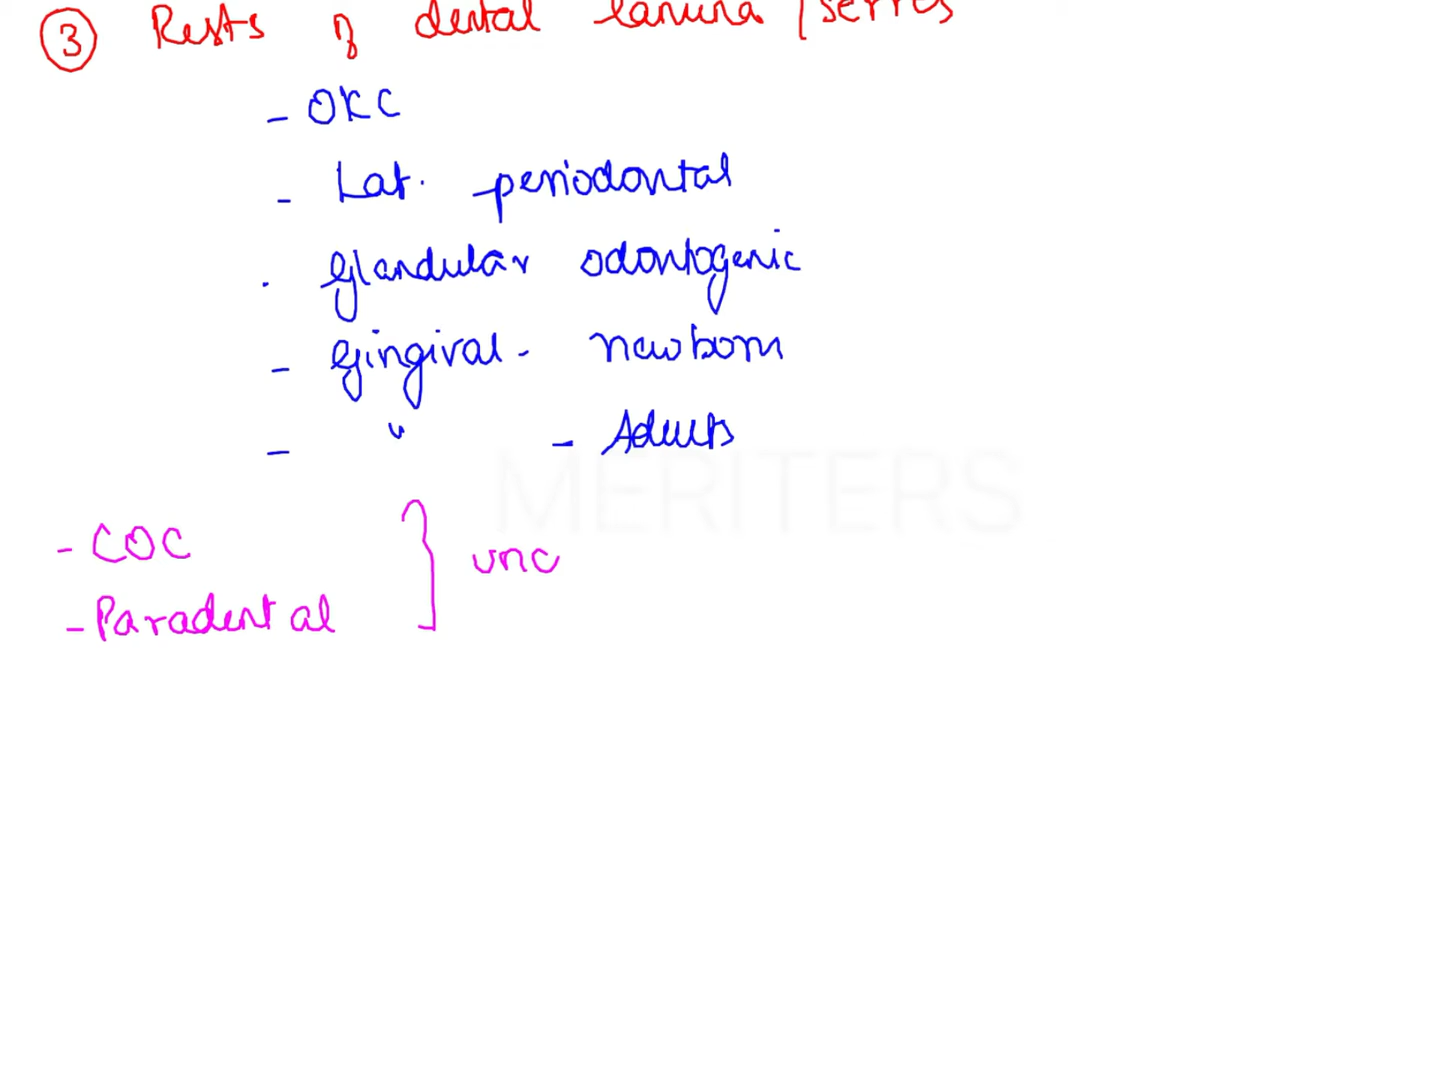 ③ Rests of dental lamina / serres
- OKC
- Lat. periodontal
. Glandular odontogenic
- Gingival - newborn
- " - Adults
MERITERS
- COC } unc
- Paradental